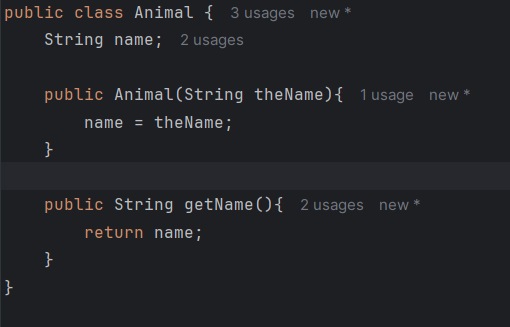 public class Animal { 3 usages new *
String name; 2 usages
public Animal(String theName){ 1 usage new *
name = theName;
}
public String getName(){ 2 usages new *
return name;
}
}